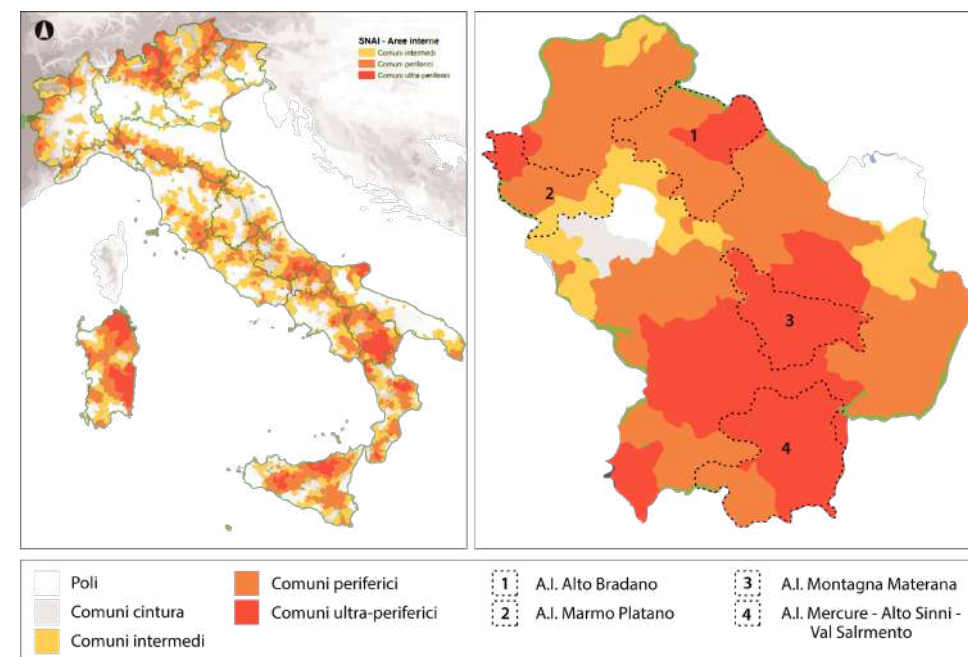 SNAI - Aree interne
Comuni intermedi
Comuni periferici
Comuni ultra-periferici
1
2
3
4
Poli
Comuni cintura
Comuni intermedi
Comuni periferici
Comuni ultra-periferici
1 A.I. Alto Bradano
2 A.I. Marmo Platano
3 A.I. Montagna Materana
4 A.I. Mercure - Alto Sinni -
Val Salrmento